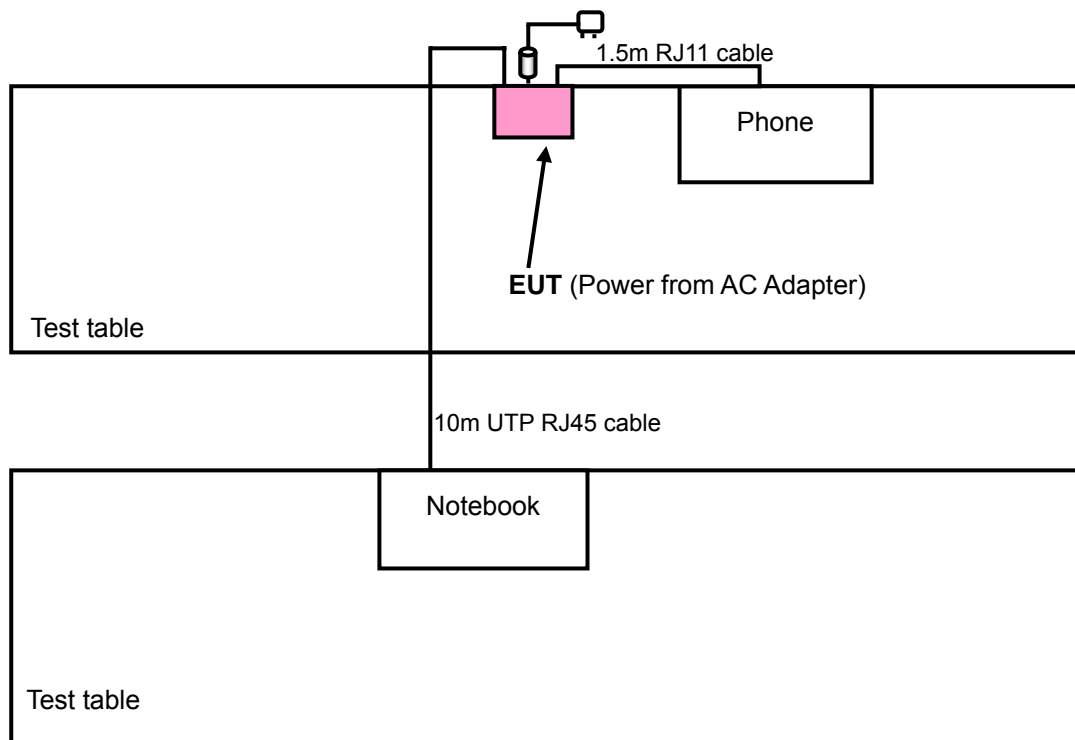 1.5m RJ11 cable
Phone
EUT (Power from AC Adapter)
Test table
10m UTP RJ45 cable
Notebook
Test table